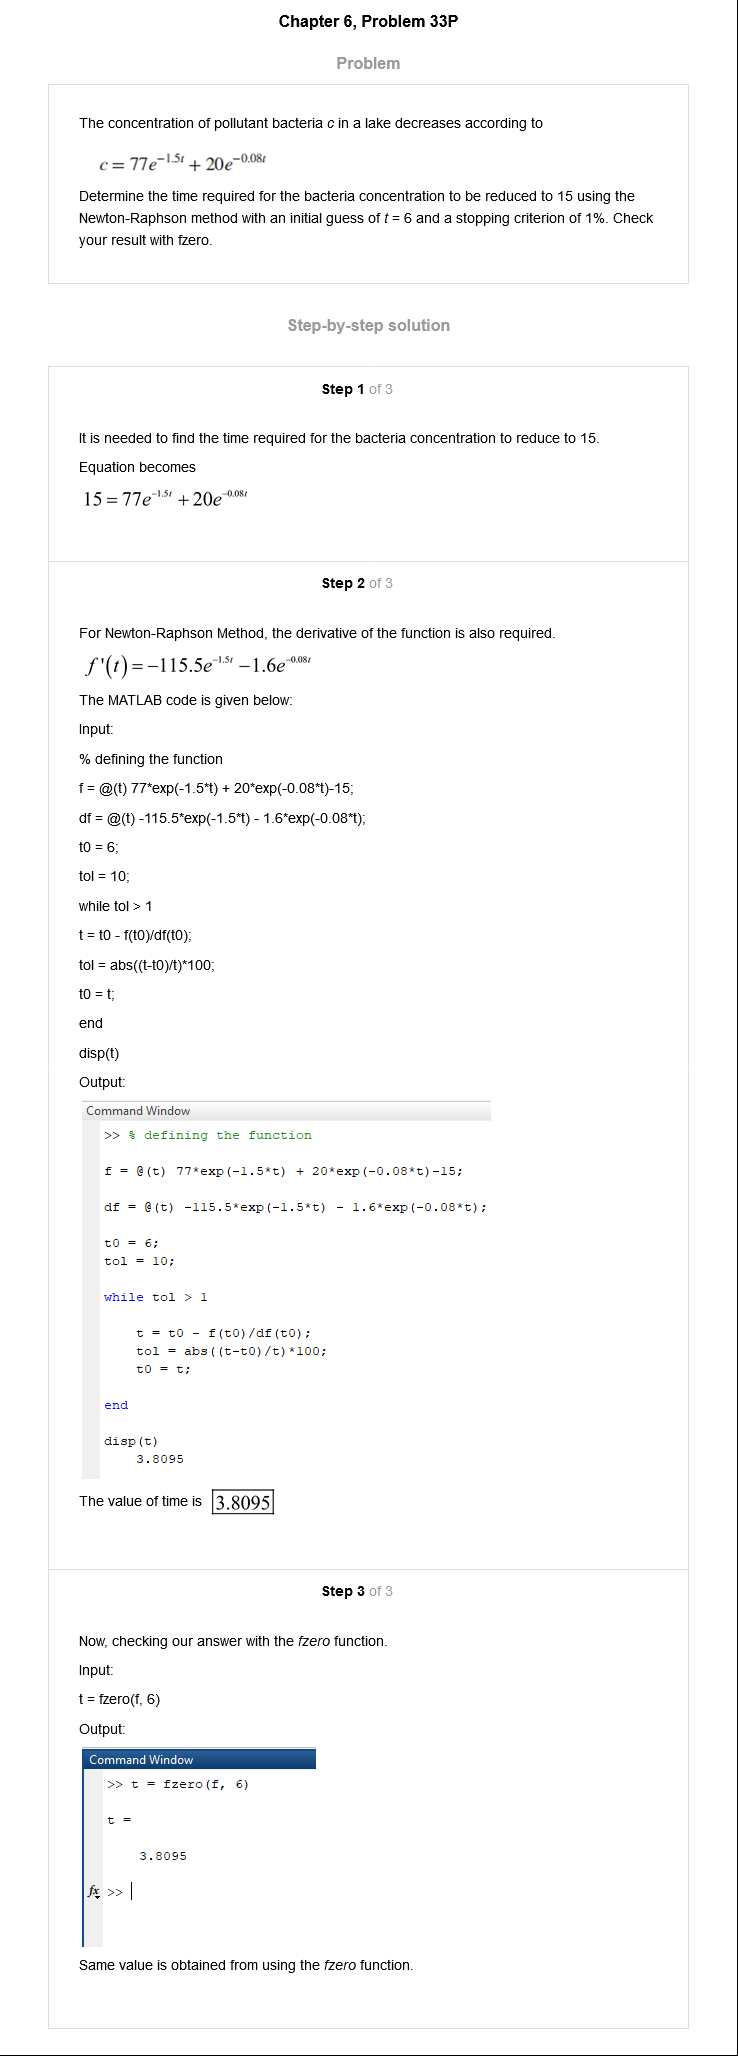 Chapter 6, Problem 33P
Problem
The concentration of pollutant bacteria c in a lake decreases according to
c = 77e^−1.5t + 20e^−0.08t
Determine the time required for the bacteria concentration to be reduced to 15 using the
Newton-Raphson method with an initial guess of t = 6 and a stopping criterion of 1%. Check
your result with fzero.
Step-by-step solution
Step 1 of 3
It is needed to find the time required for the bacteria concentration to reduce to 15.
Equation becomes
15 = 77e^−1.5t + 20e^−0.08t
Step 2 of 3
For Newton-Raphson Method, the derivative of the function is also required.
f'(t) = −115.5e^−1.5t − 1.6e^−0.08t
The MATLAB code is given below:
Input:
% defining the function
f = @(t) 77*exp(-1.5*t) + 20*exp(-0.08*t)-15;
df = @(t) -115.5*exp(-1.5*t) - 1.6*exp(-0.08*t);
t0 = 6;
tol = 10;
while tol > 1
t = t0 - f(t0)/df(t0);
tol = abs((t-t0)/t)*100;
t0 = t;
end
disp(t)
Output:
Command Window
>> % defining the function
f = @(t) 77*exp(-1.5*t) + 20*exp(-0.08*t)-15;
df = @(t) -115.5*exp(-1.5*t) - 1.6*exp(-0.08*t);
t0 = 6;
tol = 10;
while tol > 1
t = t0 - f(t0)/df(t0);
tol = abs((t-t0)/t)*100;
t0 = t;
end
disp(t)
3.8095
The value of time is 3.8095
Step 3 of 3
Now, checking our answer with the fzero function.
Input:
t = fzero(f, 6)
Output:
Command Window
>> t = fzero(f, 6)
t =
3.8095
fx >>
Same value is obtained from using the fzero function.